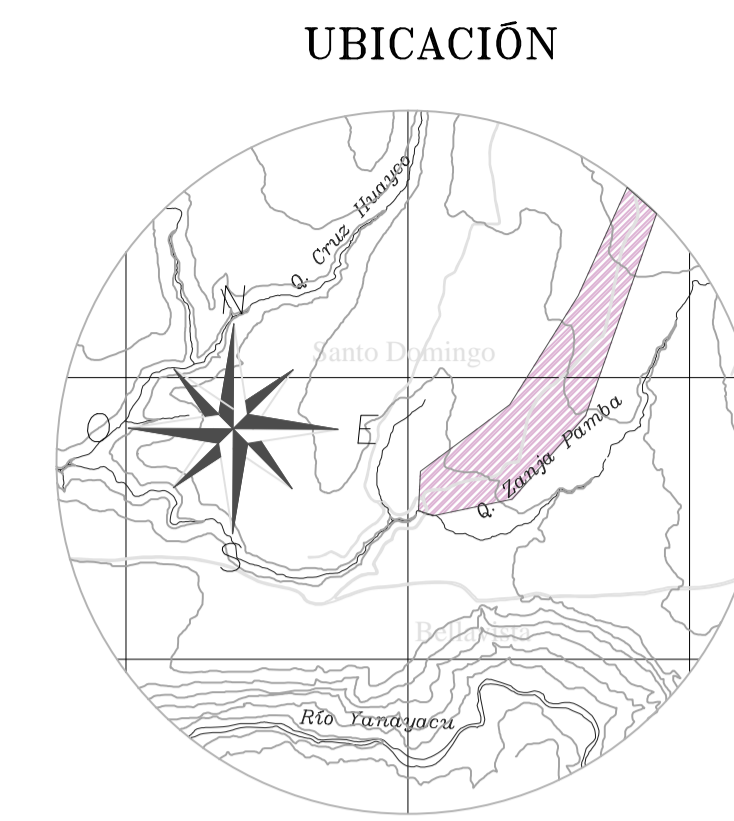 UBICACIÓN
Q. Cruz Huayco
N
Santo Domingo
O
E
Q. Zanja Pamba
S
Bellavista
Río Yanayacu